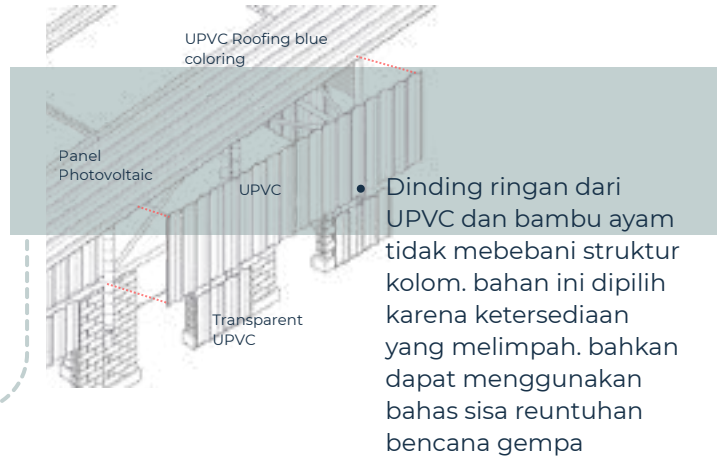 UPVC Roofing blue
coloring
Panel
Photovoltaic
UPVC
Transparent
UPVC
• Dinding ringan dari
UPVC dan bambu ayam
tidak mebebani struktur
kolom. bahan ini dipilih
karena ketersediaan
yang melimpah. bahkan
dapat menggunakan
bahas sisa reuntuhan
bencana gempa